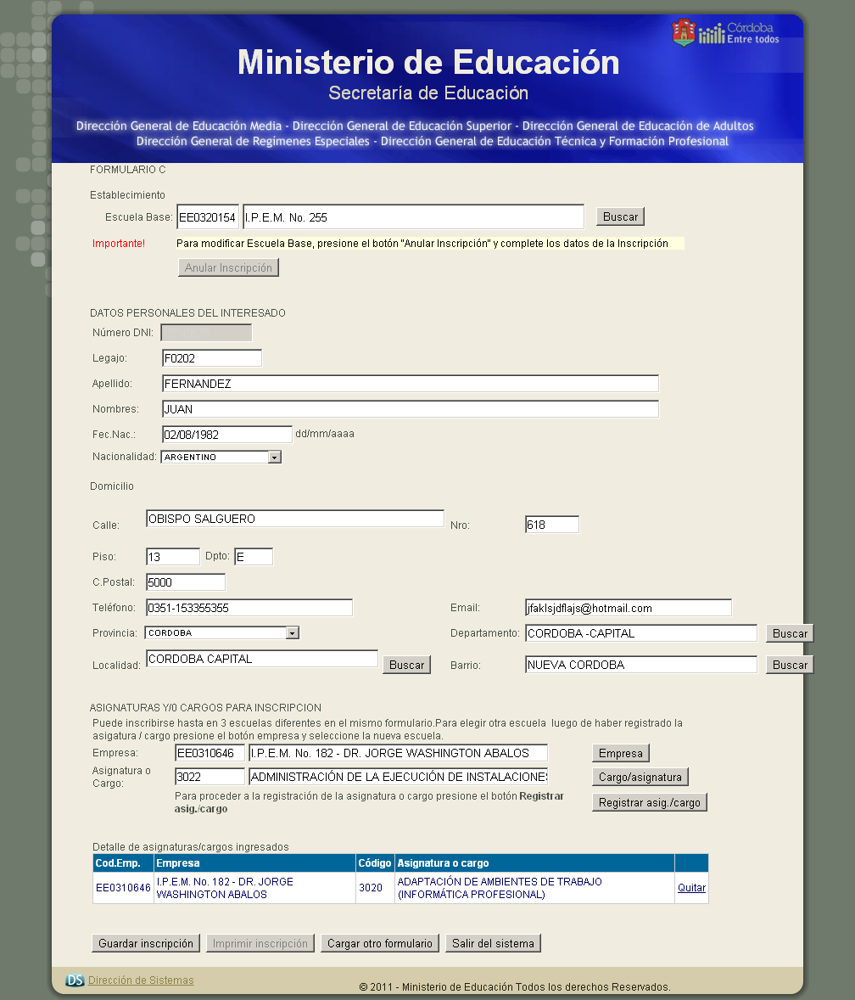 Córdoba
Entre todos
Ministerio de Educación
Secretaría de Educación
Dirección General de Educación Media - Dirección General de Educación Superior - Dirección General de Educación de Adultos
Dirección General de Regímenes Especiales - Dirección General de Educación Técnica y Formación Profesional
FORMULARIO C
Establecimiento
Escuela Base: EE0320154 I.P.E.M. No. 255 Buscar
Importante! Para modificar Escuela Base, presione el botón "Anular Inscripción" y complete los datos de la Inscripción
Anular Inscripción
DATOS PERSONALES DEL INTERESADO
Número DNI:
Legajo: F0202
Apellido: FERNANDEZ
Nombres: JUAN
Fec.Nac.: 02/08/1982 dd/mm/aaaa
Nacionalidad: ARGENTINO
Domicilio
Calle: OBISPO SALGUERO Nro: 618
Piso: 13 Dpto: E
C.Postal: 5000
Teléfono: 0351-153355355 Email: jfaklsjdflajs@hotmail.com
Provincia: CORDOBA Departamento: CORDOBA -CAPITAL Buscar
Localidad: CORDOBA CAPITAL Buscar Barrio: NUEVA CORDOBA Buscar
ASIGNATURAS Y/0 CARGOS PARA INSCRIPCION
Puede inscribirse hasta en 3 escuelas diferentes en el mismo formulario.Para elegir otra escuela luego de haber registrado la
asigatura / cargo presione el botón empresa y seleccione la nueva escuela.
Empresa: EE0310646 I.P.E.M. No. 182 - DR. JORGE WASHINGTON ABALOS Empresa
Asignatura o
Cargo: 3022 ADMINISTRACIÓN DE LA EJECUCIÓN DE INSTALACIONES Cargo/asignatura
Para proceder a la registración de la asignatura o cargo presione el botón Registrar
asig./cargo
Registrar asig./cargo
Detalle de asignaturas/cargos ingresados
Cod.Emp. Empresa Código Asignatura o cargo
EE0310646 I.P.E.M. No. 182 - DR. JORGE
WASHINGTON ABALOS 3020 ADAPTACIÓN DE AMBIENTES DE TRABAJO
(INFORMÁTICA PROFESIONAL) Quitar
Guardar inscripción Imprimir inscripción Cargar otro formulario Salir del sistema
DS Dirección de Sistemas
© 2011 - Ministerio de Educación Todos los derechos Reservados.